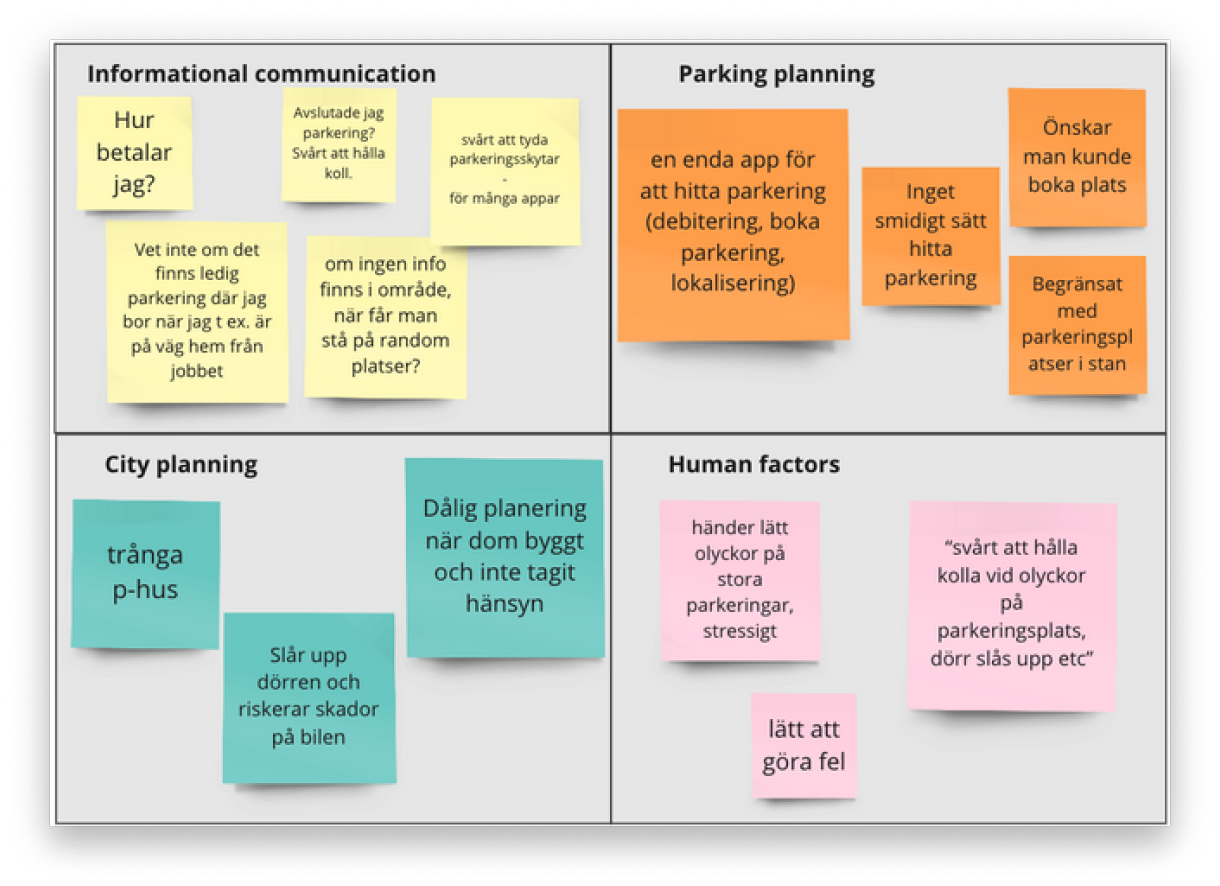 Informational communication
Hur
betalar
jag?
Avslutade jag
parkering?
Svårt att hålla
koll.
svårt att tyda
parkeringsskytar
-
för många appar
Vet inte om det
finns ledig
parkering där jag
bor när jag t ex. är
på väg hem från
jobbet
om ingen info
finns i område,
når får man
stå på random
platser?
Parking planning
en enda app för
att hitta parkering
(debitering, boka
parkering,
lokalisering)
Inget
smidigt sätt
hitta
parkering
Önskar
man kunde
boka plats
Begränsat
med
parkeringspl
atser i stan
City planning
trånga
p-hus
Slår upp
dörren och
riskerar skador
på bilen
Dålig planering
när dom byggt
och inte tagit
hänsyn
Human factors
händer lätt
olyckor på
stora
parkeringar,
stressigt
“svårt att hålla
kolla vid olyckor
på
parkeringsplats,
dörr slås upp etc”
lätt att
göra fel